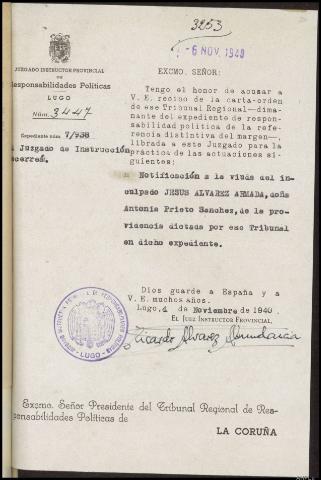 3253
-6 NOV. 1940
JUZGADO INSTRUCTOR PROVINCIAL
DE
Responsabilidades Políticas
LUGO
Núm. 3447
Expediente núm
Juzgado de Instrucción
EXCMO. SEÑOR:
Tengo el honor de acusar a
V. E. recibo de la carta-orden
de ese Tribunal Regional—dima-
nante del expediente de respon-
sabilidad política de la refe-
rencia distintiva del margen—,
librada a este Juzgado para la
práctica de las actuaciones si-
guientes:
Notificación a la viuda del in-
culpado JESUS ALVAREZ ARMADA, doña
Antonia Prieto Sanchez, de la pro-
videncia dictada por ese Tribunal
en dicho expediente.
Dios guarde a España y a
V. E. muchos años.
Lugo, 4 de Noviembre de 1940.
EL JUEZ INSTRUCTOR PROVINCIAL,
Ricardo Alvarez
LUGO
Excmo. Señor Presidente del Tribunal Regional de Res-
ponsabilidades Políticas de
LA CORUÑA